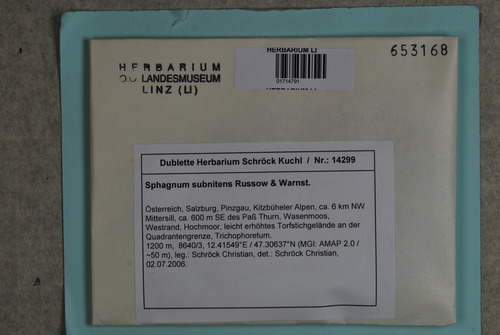 HERBARIUM
O.Ö. LANDESMUSEUM
LINZ (LI)
HERBARIUM LI
01714791
HERBARIUM LI
653168
Dublette Herbarium Schröck Kuchl / Nr.: 14299
Sphagnum subnitens Russow & Warnst.
Österreich, Salzburg, Pinzgau, Kitzbüheler Alpen, ca. 6 km NW
Mittersill, ca. 600 m SE des Paß Thurn, Wasenmoos,
Westrand, Hochmoor, leicht erhöhtes Torfstichgelände an der
Quadrantengrenze, Trichophoretum.
1200 m, 8640/3, 12.41549°E / 47.30637°N (MGI: AMAP 2.0 /
~50 m), leg.: Schröck Christian, det.: Schröck Christian,
02.07.2006.